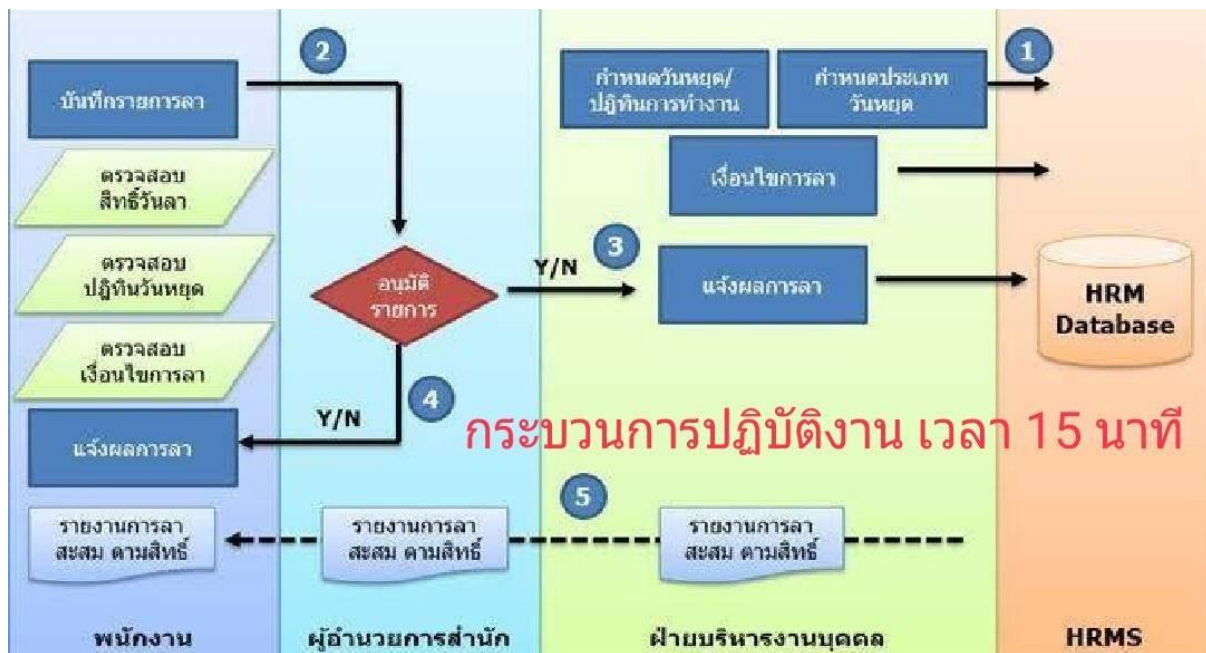 2
1
บันทึกรายการลา
กำหนดวันหยุด/
ปฎิทินการทำงาน
กำหนดประเภท
วันหยุด
ตรวจสอบ
สิทธิ์วันลา
เงื่อนไขการลา
ตรวจสอบ
ปฎิทินวันหยุด
อนุมัติ
รายการ
Y/N
3
แจ้งผลการลา
HRM
Database
ตรวจสอบ
เงื่อนไขการลา
Y/N
4
แจ้งผลการลา
กระบวนการปฏิบัติงาน เวลา 15 นาที
5
รายงานการลา
สะสม ตามสิทธิ์
รายงานการลา
สะสม ตามสิทธิ์
รายงานการลา
สะสม ตามสิทธิ์
พนักงาน
ผู้อำนวยการสำนัก
ฝ่ายบริหารงานบุคคล
HRMS